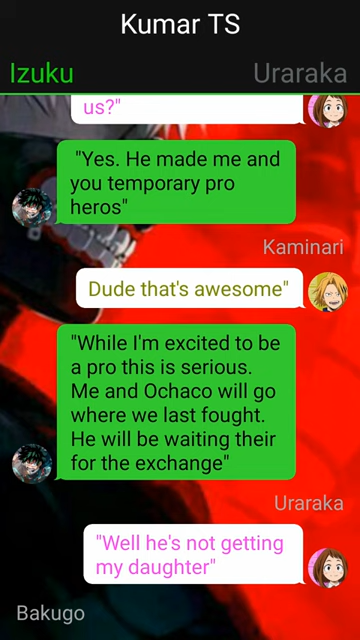 Kumar TS
Izuku
Uraraka
us?"
"Yes. He made me and
you temporary pro
heros"
Kaminari
Dude that's awesome"
"While I'm excited to be
a pro this is serious.
Me and Ochaco will go
where we last fought.
He will be waiting their
for the exchange"
Uraraka
"Well he's not getting
my daughter"
Bakugo